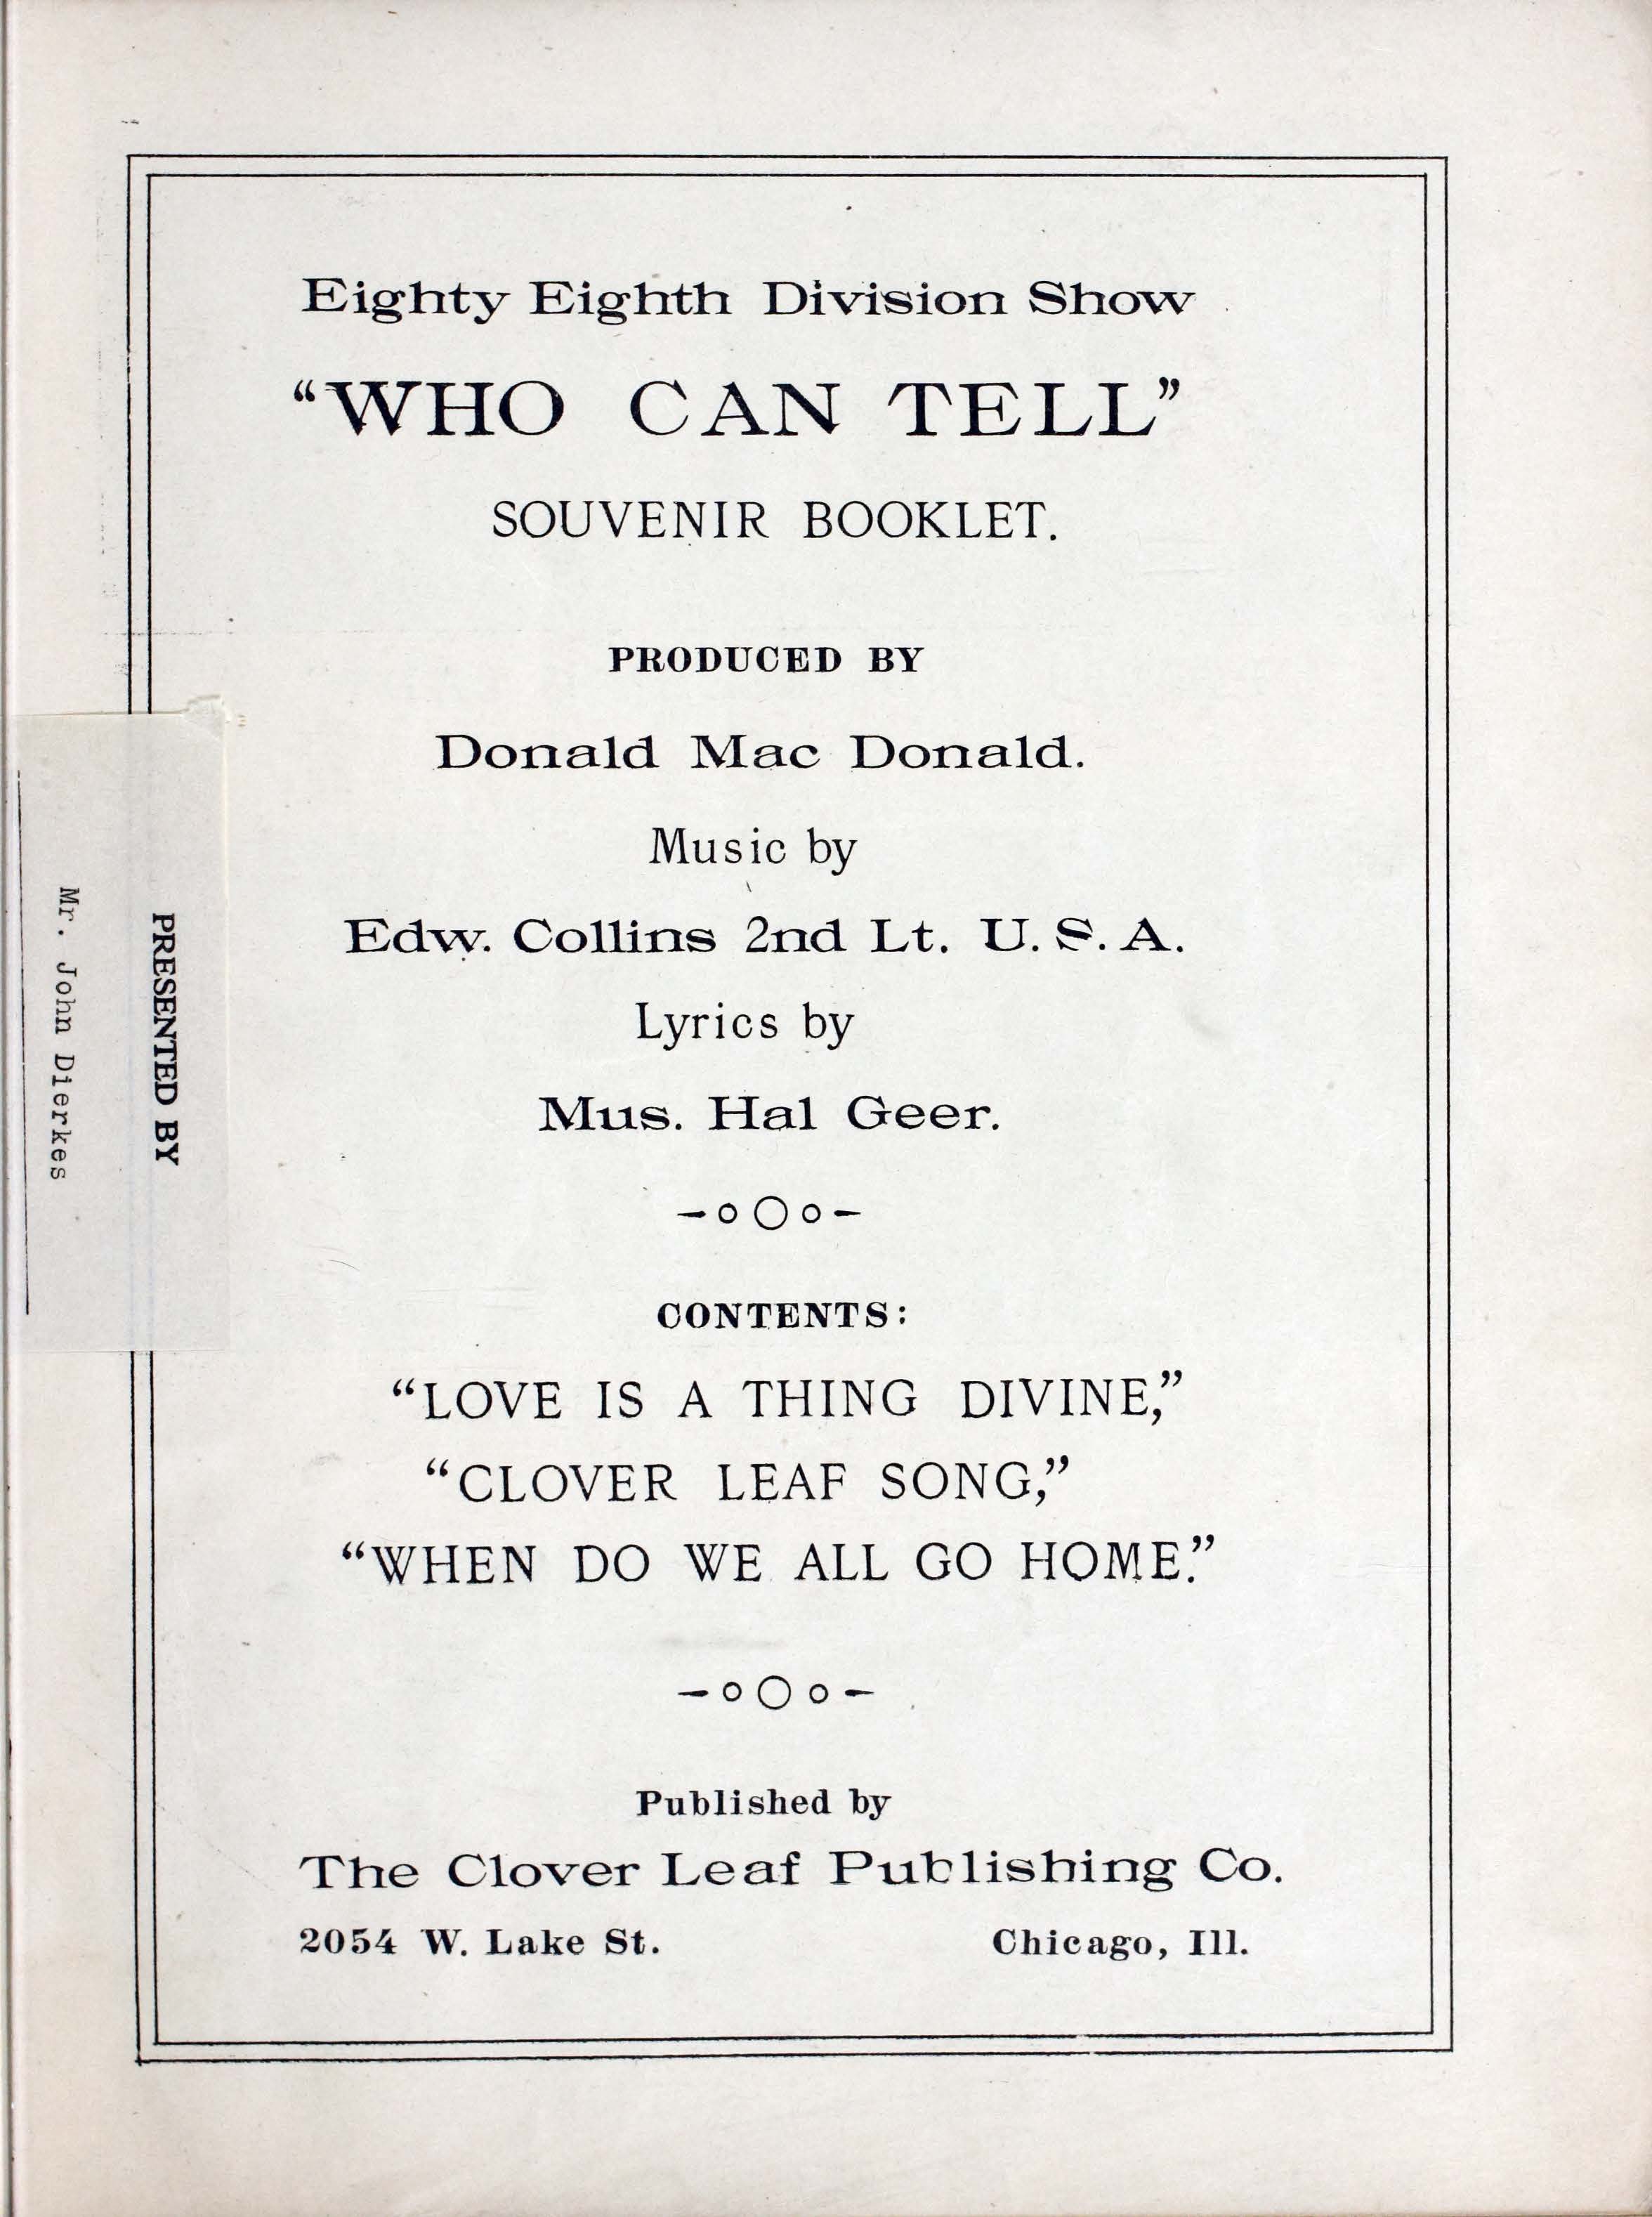 Eighty Eighth Division Show
“WHO CAN TELL”
SOUVENIR BOOKLET.
PRODUCED BY
Donald Mac Donald.
Music by
Edw. Collins 2nd Lt. U. S. A.
Lyrics by
Mus. Hal Geer.
CONTENTS:
“LOVE IS A THING DIVINE,”
“CLOVER LEAF SONG,”
“WHEN DO WE ALL GO HOME.”
Published by
The Clover Leaf Publishing Co.
2054 W. Lake St. Chicago, Ill.
PRESENTED BY
Mr. John Dierkes